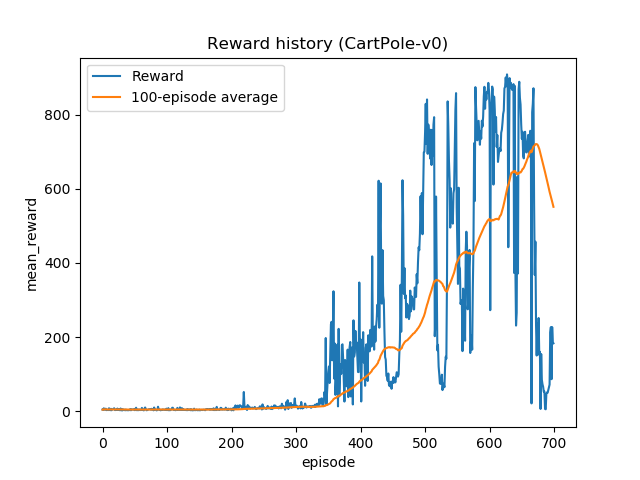 Reward history (CartPole-v0)
Reward
100-episode average
mean_reward
800
600
400
200
0
0 100 200 300 400 500 600 700
episode